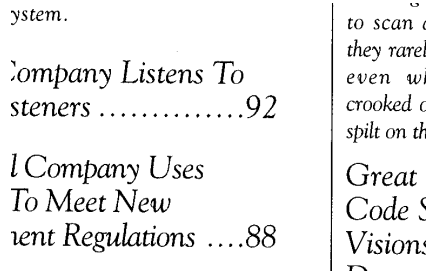 ystem.
ompany Listens To
steners ..............92
l Company Uses
To Meet New
ent Regulations ....88
to scan
they rarel
even wh
crooked
spilt on th
Great
Code S
Visions